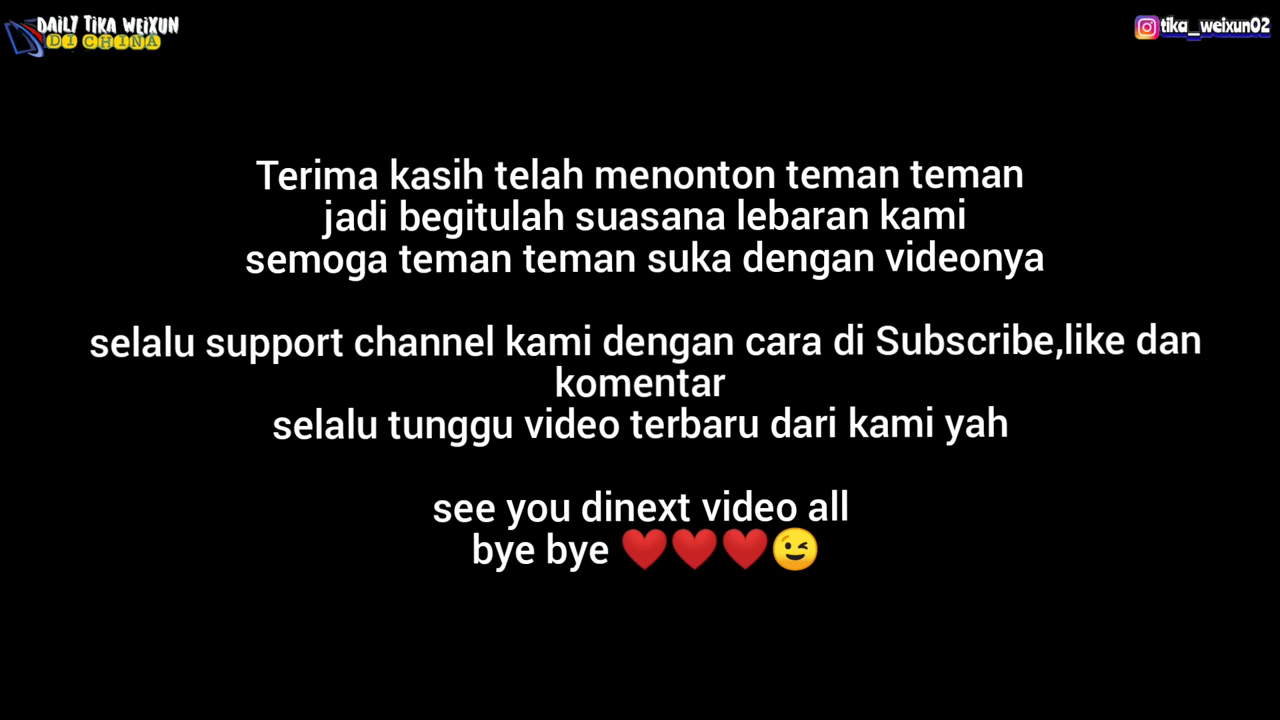 DAILY TIKA WEIXUN
DI CHINA
tika_weixun02
Terima kasih telah menonton teman teman
jadi begitulah suasana lebaran kami
semoga teman teman suka dengan videonya
selalu support channel kami dengan cara di Subscribe,like dan
komentar
selalu tunggu video terbaru dari kami yah
see you dinext video all
bye bye ❤️❤️❤️😉